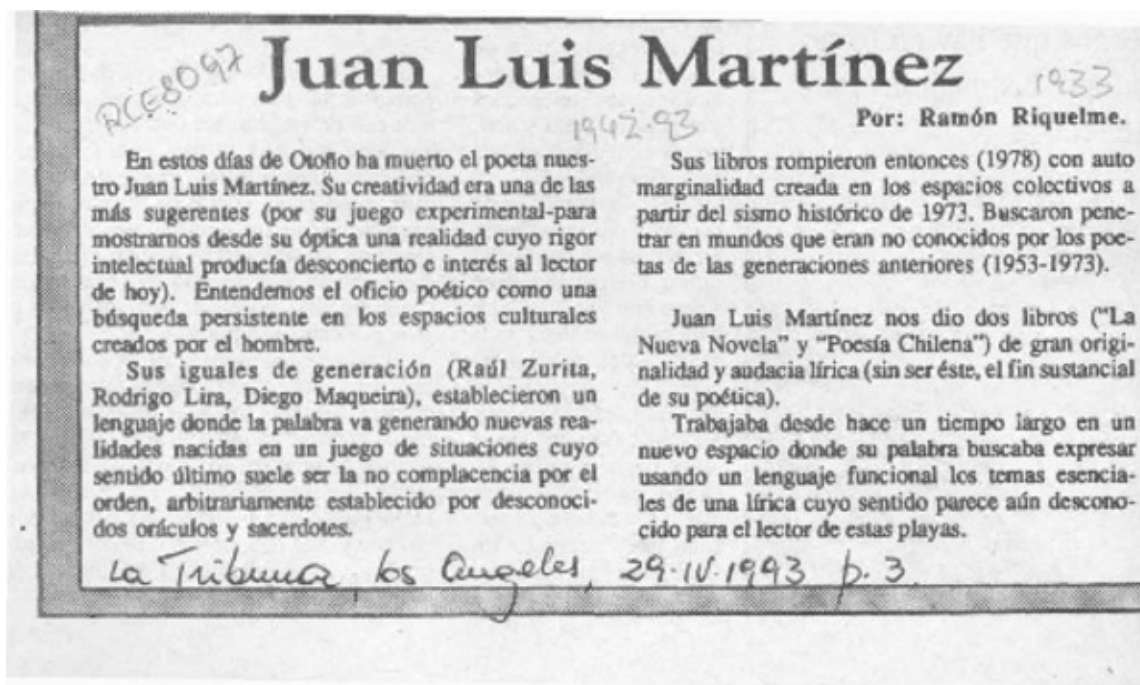 Juan Luis Martínez
RCE8097
1942-93
1933
Por: Ramón Riquelme.
En estos días de Otoño ha muerto el poeta nues-
tro Juan Luis Martínez. Su creatividad era una de las
más sugerentes (por su juego experimental-para
mostrarnos desde su óptica una realidad cuyo rigor
intelectual producía desconcierto e interés al lector
de hoy). Entendemos el oficio poético como una
búsqueda persistente en los espacios culturales
creados por el hombre.
Sus iguales de generación (Raúl Zurita,
Rodrigo Lira, Diego Maqueira), establecieron un
lenguaje donde la palabra va generando nuevas rea-
lidades nacidas en un juego de situaciones cuyo
sentido último suele ser la no complacencia por el
orden, arbitrariamente establecido por desconoci-
dos oráculos y sacerdotes.
Sus libros rompieron entonces (1978) con auto
marginalidad creada en los espacios colectivos a
partir del sismo histórico de 1973. Buscaron pene-
trar en mundos que eran no conocidos por los poe-
tas de las generaciones anteriores (1953-1973).
Juan Luis Martínez nos dio dos libros (“La
Nueva Novela” y “Poesía Chilena”) de gran origi-
nalidad y audacia lírica (sin ser éste, el fin sustancial
de su poética).
Trabajaba desde hace un tiempo largo en un
nuevo espacio donde su palabra buscaba expresar
usando un lenguaje funcional los temas esencia-
les de una lírica cuyo sentido parece aún descono-
cido para el lector de estas playas.
La Tribuna, Los Angeles, 29.IV.1993 p. 3